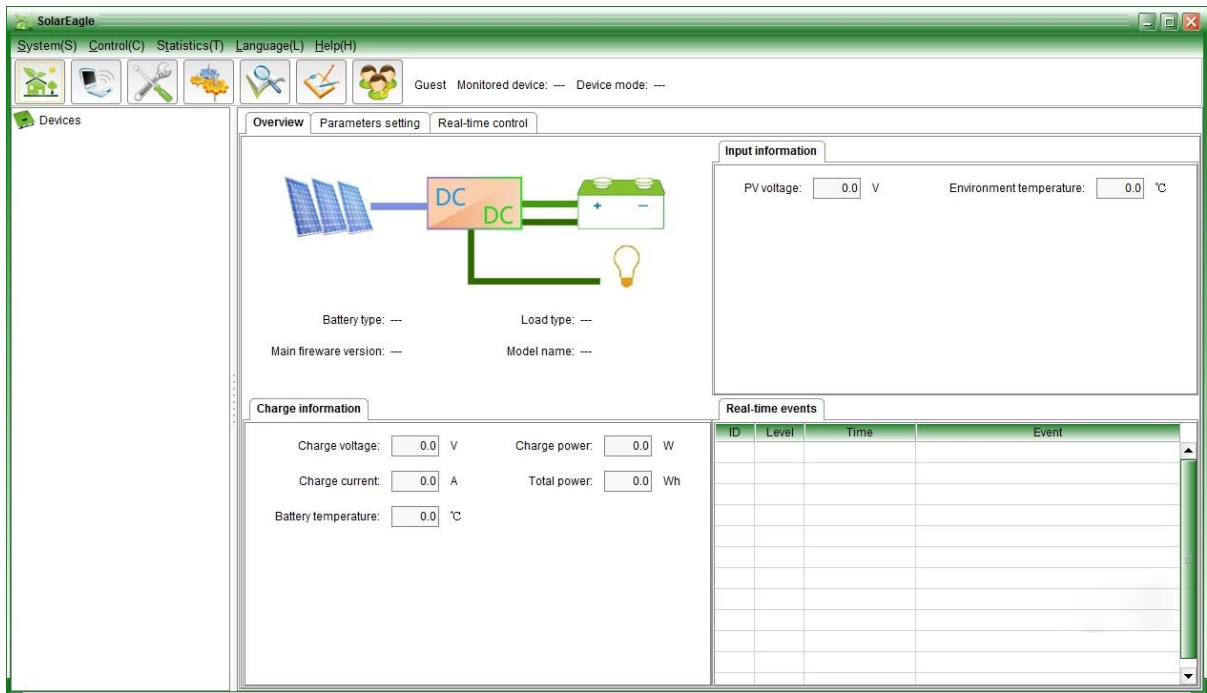 SolarEagle
System(S) Control(C) Statistics(T) Language(L) Help(H)
Guest Monitored device: --- Device mode: ---
Devices
Overview Parameters setting Real-time control
DC
DC
+ −
Battery type: --- Load type: ---
Main fireware version: --- Model name: ---
Input information
PV voltage: 0.0 V Environment temperature: 0.0 ℃
Charge information
Charge voltage: 0.0 V Charge power: 0.0 W
Charge current: 0.0 A Total power: 0.0 Wh
Battery temperature: 0.0 ℃
Real-time events
ID Level Time Event